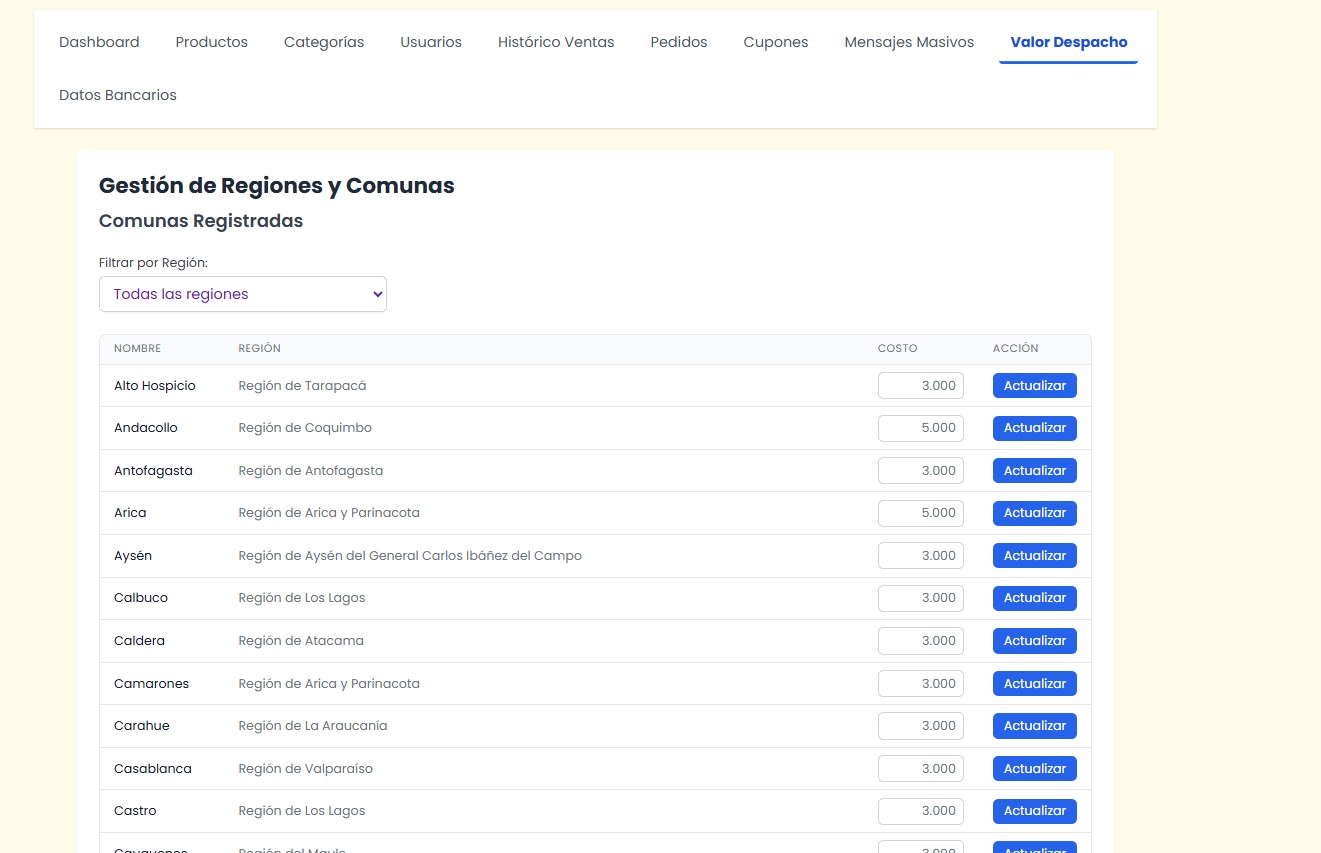 Dashboard Productos Categorías Usuarios Histórico Ventas Pedidos Cupones Mensajes Masivos Valor Despacho
Datos Bancarios
Gestión de Regiones y Comunas
Comunas Registradas
Filtrar por Región:
Todas las regiones
NOMBRE REGIÓN COSTO ACCIÓN
Alto Hospicio Región de Tarapacá 3.000 Actualizar
Andacollo Región de Coquimbo 5.000 Actualizar
Antofagasta Región de Antofagasta 3.000 Actualizar
Arica Región de Arica y Parinacota 5.000 Actualizar
Aysén Región de Aysén del General Carlos Ibáñez del Campo 3.000 Actualizar
Calbuco Región de Los Lagos 3.000 Actualizar
Caldera Región de Atacama 3.000 Actualizar
Camarones Región de Arica y Parinacota 3.000 Actualizar
Carahue Región de La Araucanía 3.000 Actualizar
Casablanca Región de Valparaíso 3.000 Actualizar
Castro Región de Los Lagos 3.000 Actualizar
Cauquenes Región del Maule 3.000 Actualizar